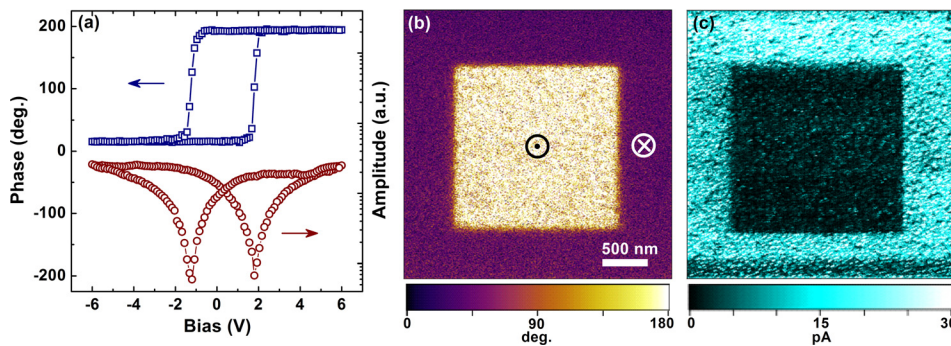 (a)
200
100
0
-100
-200
Phase (deg.)
-6 -4 -2 0 2 4 6
Bias (V)
Amplitude (a.u.)
(b)
500 nm
0 90 180
deg.
(c)
0 15
pA